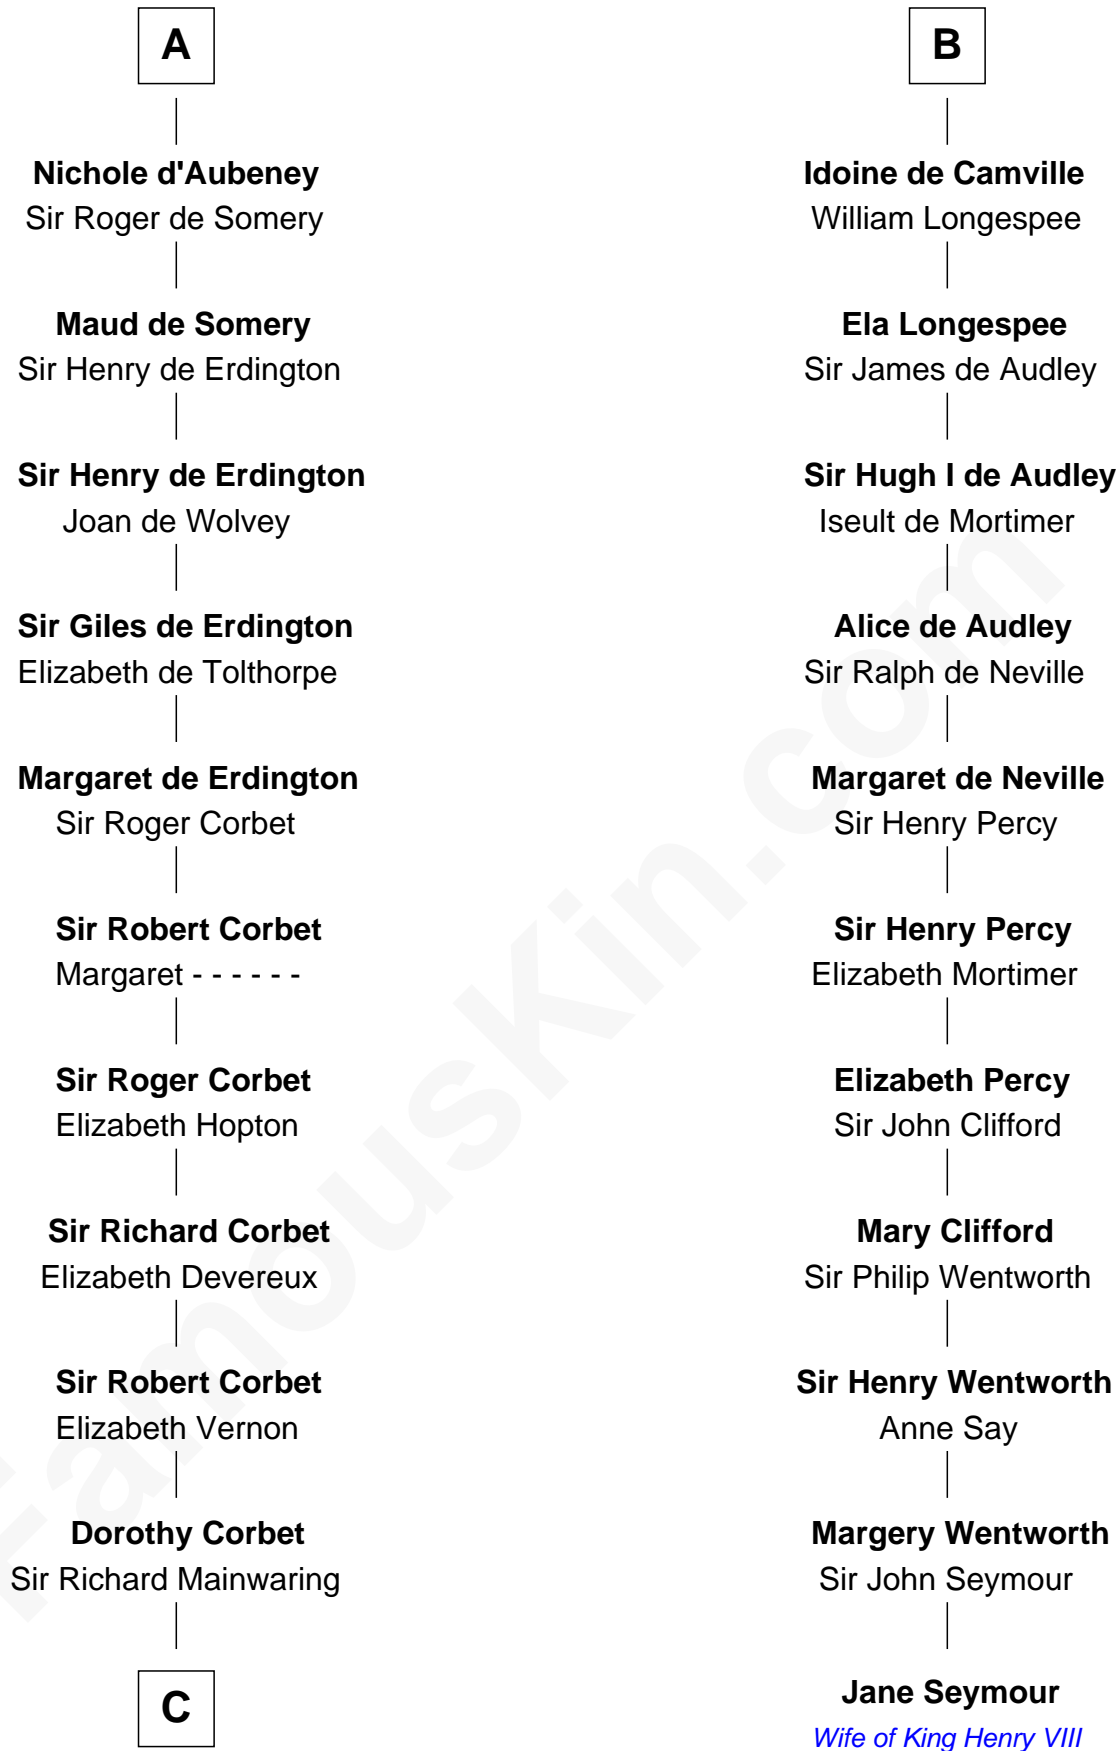 A
Nichole d'Aubeney
Sir Roger de Somery
Maud de Somery
Sir Henry de Erdington
Sir Henry de Erdington
Joan de Wolvey
Sir Giles de Erdington
Elizabeth de Tolthorpe
Margaret de Erdington
Sir Roger Corbet
Sir Robert Corbet
Margaret - - - - - -
Sir Roger Corbet
Elizabeth Hopton
Sir Richard Corbet
Elizabeth Devereux
Sir Robert Corbet
Elizabeth Vernon
Dorothy Corbet
Sir Richard Mainwaring
C
B
Idoine de Camville
William Longespee
Ela Longespee
Sir James de Audley
Sir Hugh I de Audley
Iseult de Mortimer
Alice de Audley
Sir Ralph de Neville
Margaret de Neville
Sir Henry Percy
Sir Henry Percy
Elizabeth Mortimer
Elizabeth Percy
Sir John Clifford
Mary Clifford
Sir Philip Wentworth
Sir Henry Wentworth
Anne Say
Margery Wentworth
Sir John Seymour
Jane Seymour
Wife of King Henry VIII
FamousKin.com